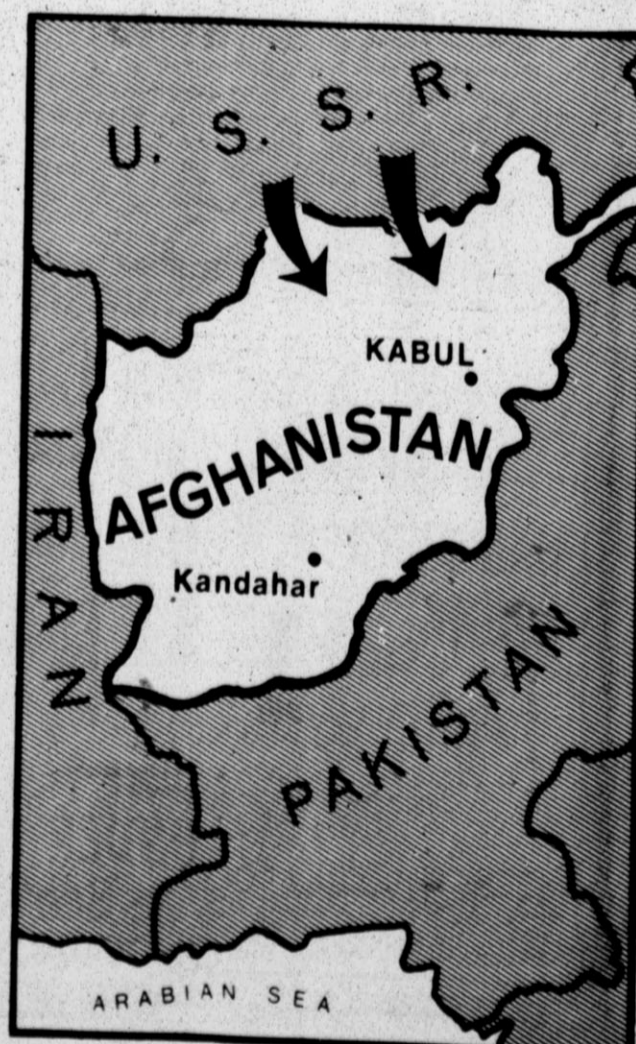 U. S. S. R.
KABUL
AFGHANISTAN
IRAN
Kandahar
PAKISTAN
ARABIAN SEA